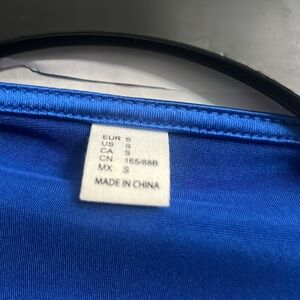 EUR S
US S
CA S
CN 165/88B
MX S
MADE IN CHINA